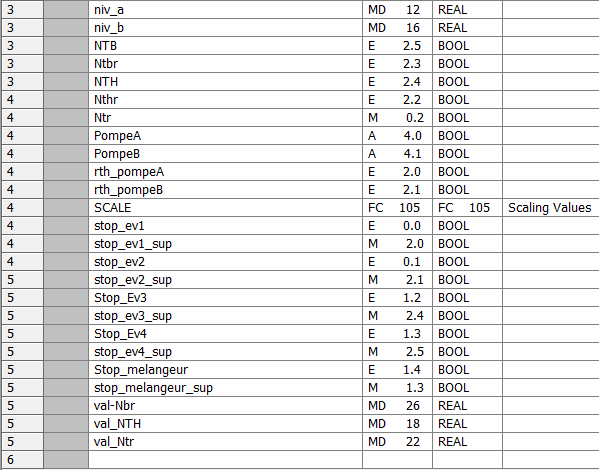 3 niv_a MD 12 REAL
3 niv_b MD 16 REAL
3 NTB E 2.5 BOOL
3 Ntbr E 2.3 BOOL
3 NTH E 2.4 BOOL
4 Nthr E 2.2 BOOL
4 Ntr M 0.2 BOOL
4 PompeA A 4.0 BOOL
4 PompeB A 4.1 BOOL
4 rth_pompeA E 2.0 BOOL
4 rth_pompeB E 2.1 BOOL
4 SCALE FC 105 FC 105 Scaling Values
4 stop_ev1 E 0.0 BOOL
4 stop_ev1_sup M 2.0 BOOL
4 stop_ev2 E 0.1 BOOL
5 stop_ev2_sup M 2.1 BOOL
5 Stop_Ev3 E 1.2 BOOL
5 stop_ev3_sup M 2.4 BOOL
5 Stop_Ev4 E 1.3 BOOL
5 stop_ev4_sup M 2.5 BOOL
5 Stop_melangeur E 1.4 BOOL
5 stop_melangeur_sup M 1.3 BOOL
5 val-Nbr MD 26 REAL
5 val_NTH MD 18 REAL
5 val_Ntr MD 22 REAL
6